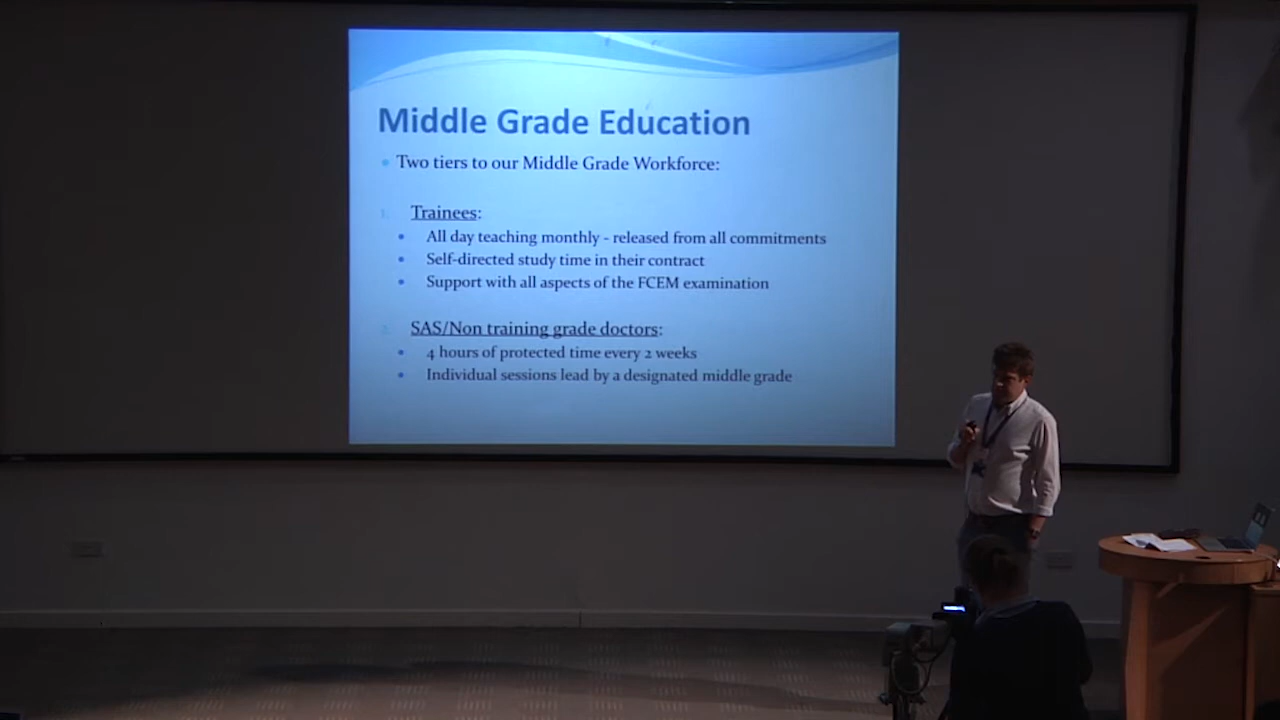 Middle Grade Education
Two tiers to our Middle Grade Workforce:
1. Trainees:
All day teaching monthly - released from all commitments
Self-directed study time in their contract
Support with all aspects of the FCEM examination
2. SAS/Non training grade doctors:
4 hours of protected time every 2 weeks
Individual sessions lead by a designated middle grade